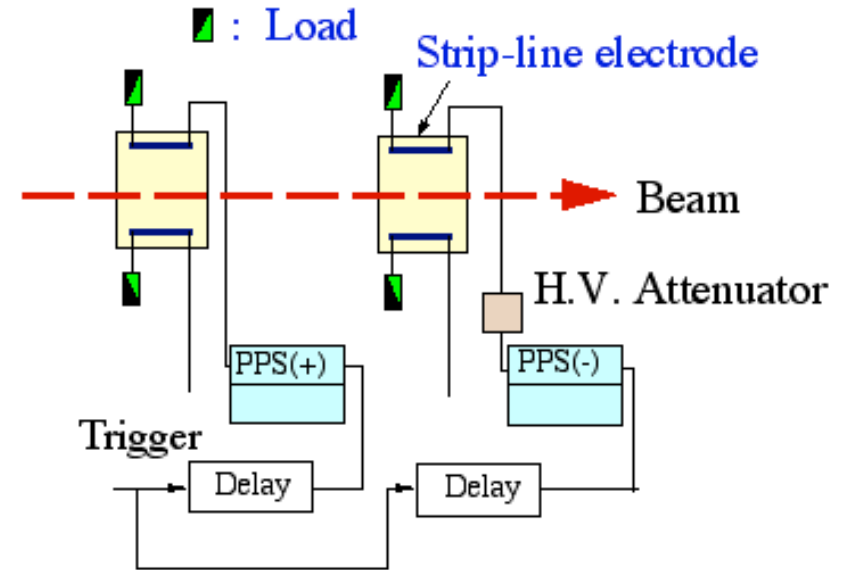 : Load
Strip-line electrode
Beam
H.V. Attenuator
PPS(+)
PPS(-)
Trigger
Delay
Delay